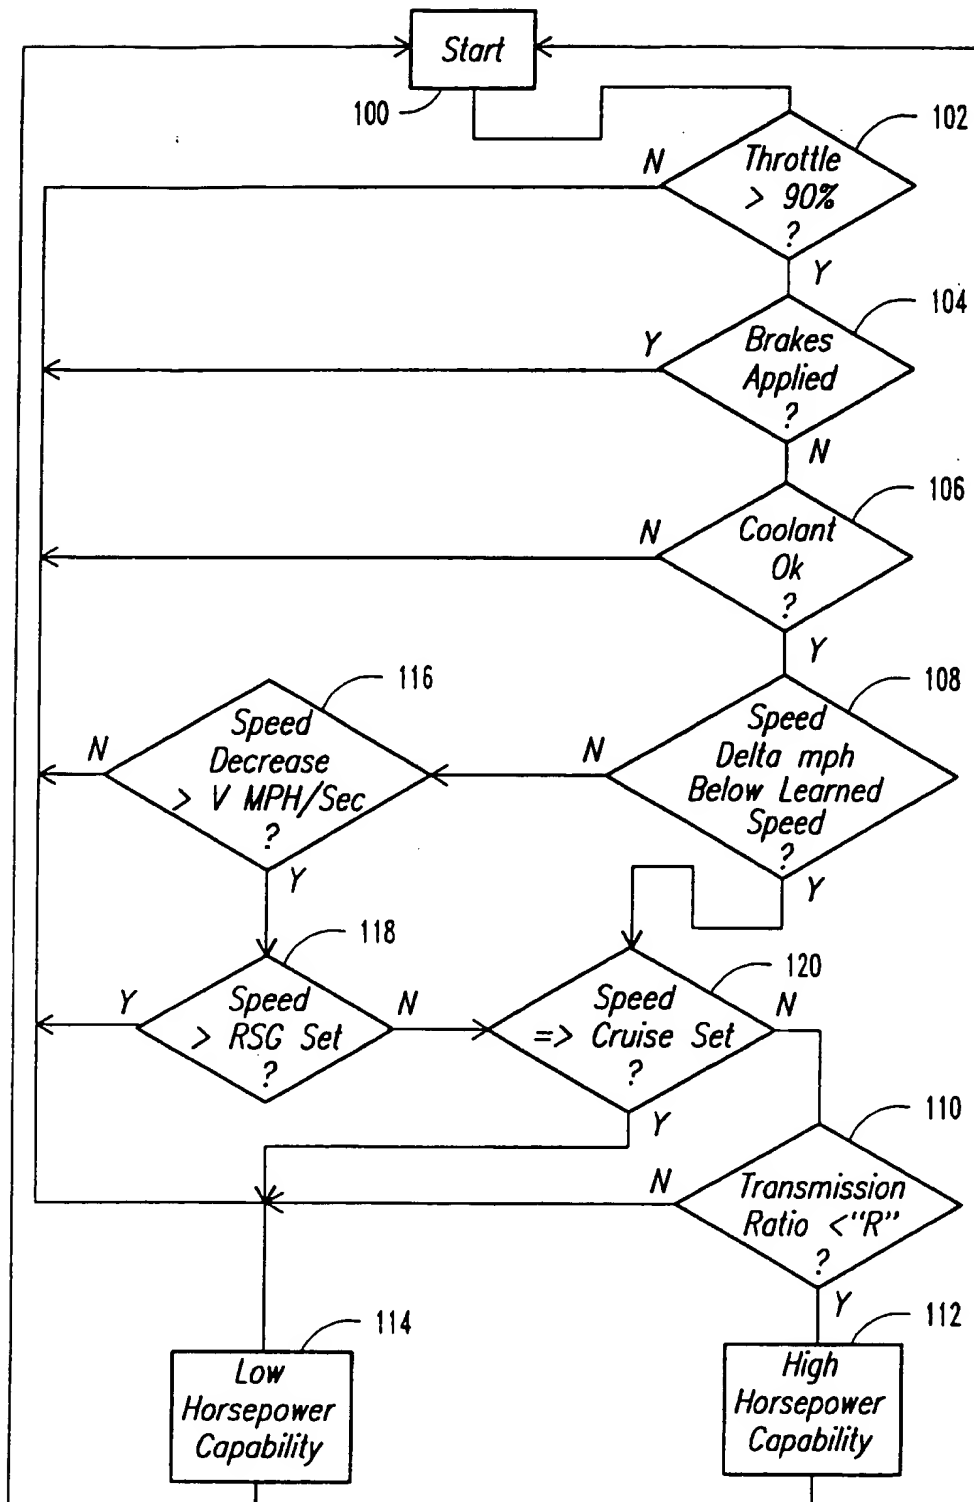 Start
100
102
Throttle
> 90%
?
N
Y
104
Brakes
Applied
?
Y
N
106
Coolant
Ok
?
N
Y
108
Speed
Delta mph
Below Learned
Speed
?
N
Y
116
Speed
Decrease
> V MPH/Sec
?
N
Y
118
Speed
> RSG Set
?
Y
N
120
Speed
=> Cruise Set
?
N
Y
110
Transmission
Ratio <"R"
?
N
Y
114
Low
Horsepower
Capability
112
High
Horsepower
Capability